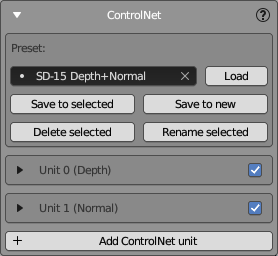 ControlNet
Preset:
SD-15 Depth+Normal
Load
Save to selected
Save to new
Delete selected
Rename selected
Unit 0 (Depth)
Unit 1 (Normal)
Add ControlNet unit